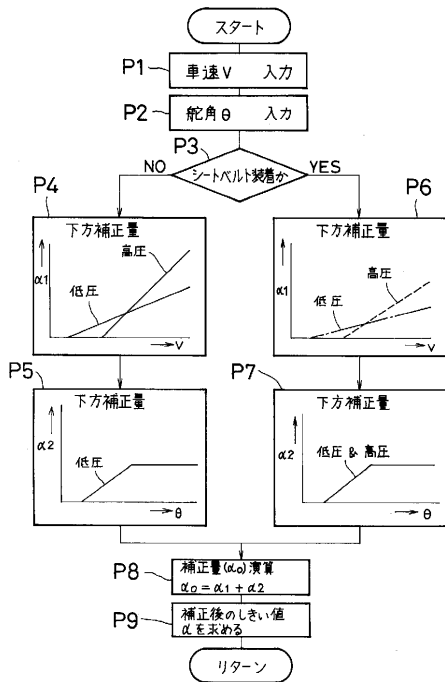 スタート
P1
車速V 入力
P2
舵角θ 入力
P3
シートベルト装着か
NO
YES
P4
下方補正量
高圧
α1
低圧
V
P6
下方補正量
高圧
α1
低圧
V
P5
下方補正量
α2
低圧
θ
P7
下方補正量
α2
低圧 & 高圧
θ
P8
補正量(α0)演算
α0=α1+α2
P9
補正後のしきい値
αを求める
リターン